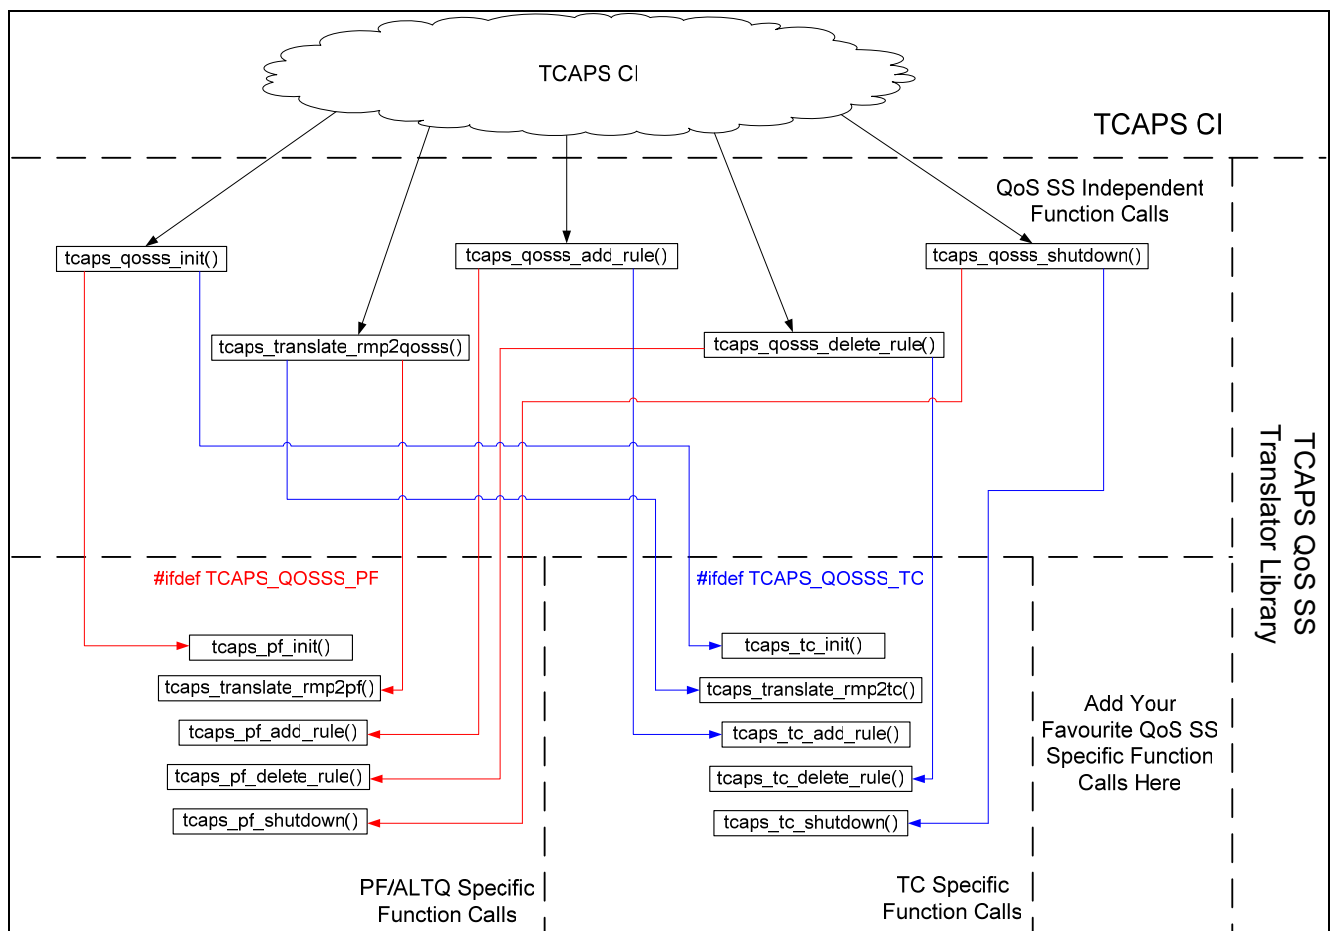 TCAPS CI
TCAPS CI
QoS SS Independent
Function Calls
tcaps_qosss_init()
tcaps_qosss_add_rule()
tcaps_qosss_shutdown()
tcaps_translate_rmp2qosss()
tcaps_qosss_delete_rule()
TCAPS QoS SS
Translator Library
#ifdef TCAPS_QOSSS_PF
tcaps_pf_init()
tcaps_translate_rmp2pf()
tcaps_pf_add_rule()
tcaps_pf_delete_rule()
tcaps_pf_shutdown()
PF/ALTQ Specific
Function Calls
#ifdef TCAPS_QOSSS_TC
tcaps_tc_init()
tcaps_translate_rmp2tc()
tcaps_tc_add_rule()
tcaps_tc_delete_rule()
tcaps_tc_shutdown()
TC Specific
Function Calls
Add Your
Favourite QoS SS
Specific Function
Calls Here